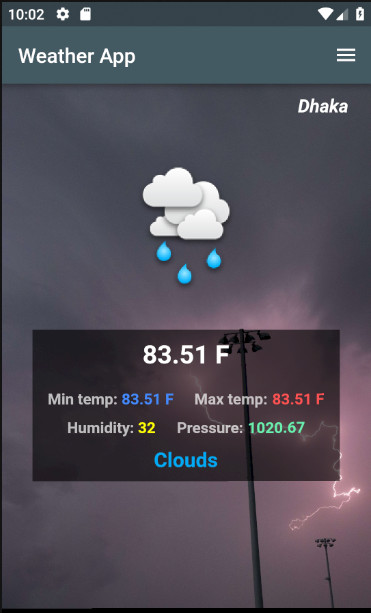 10:02
Weather App
Dhaka
83.51 F
Min temp: 83.51 F Max temp: 83.51 F
Humidity: 32 Pressure: 1020.67
Clouds